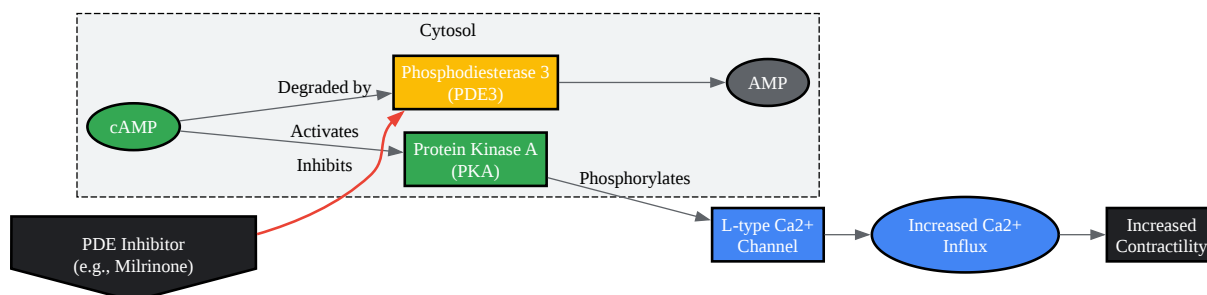 Cytosol
Degraded by
Phosphodiesterase 3
(PDE3)
AMP
cAMP
Activates
Inhibits
Protein Kinase A
(PKA)
Phosphorylates
PDE Inhibitor
(e.g., Milrinone)
L-type Ca2+
Channel
Increased Ca2+
Influx
Increased
Contractility